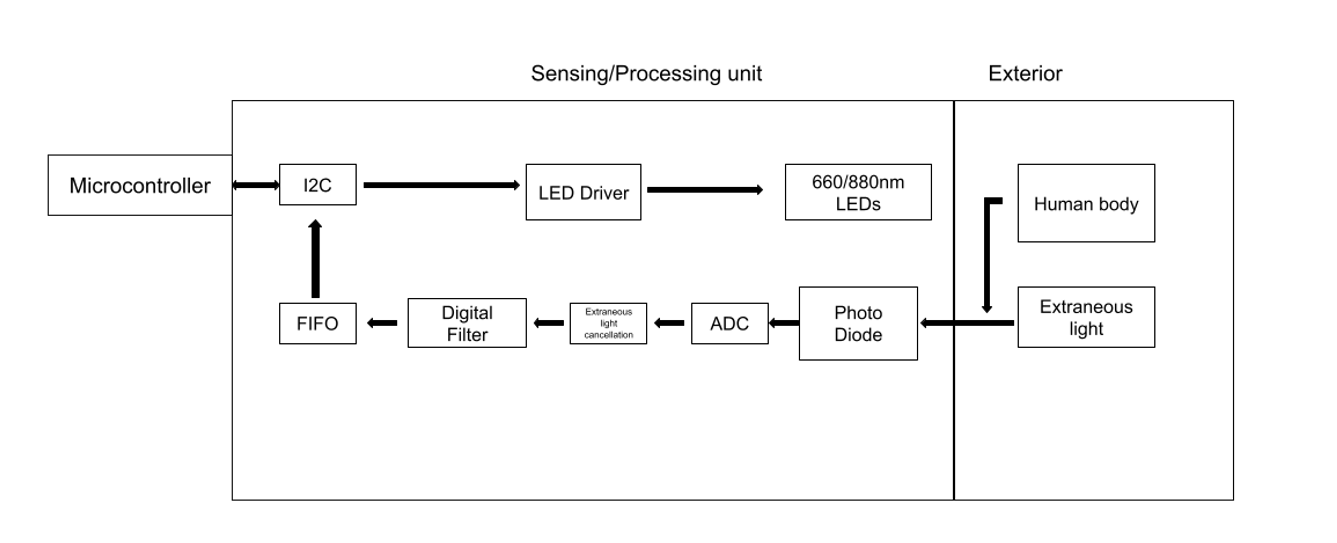 Sensing/Processing unit
Exterior
Microcontroller
I2C
LED Driver
660/880nm
LEDs
Human body
FIFO
Digital
Filter
Extraneous
light
cancellation
ADC
Photo
Diode
Extraneous
light